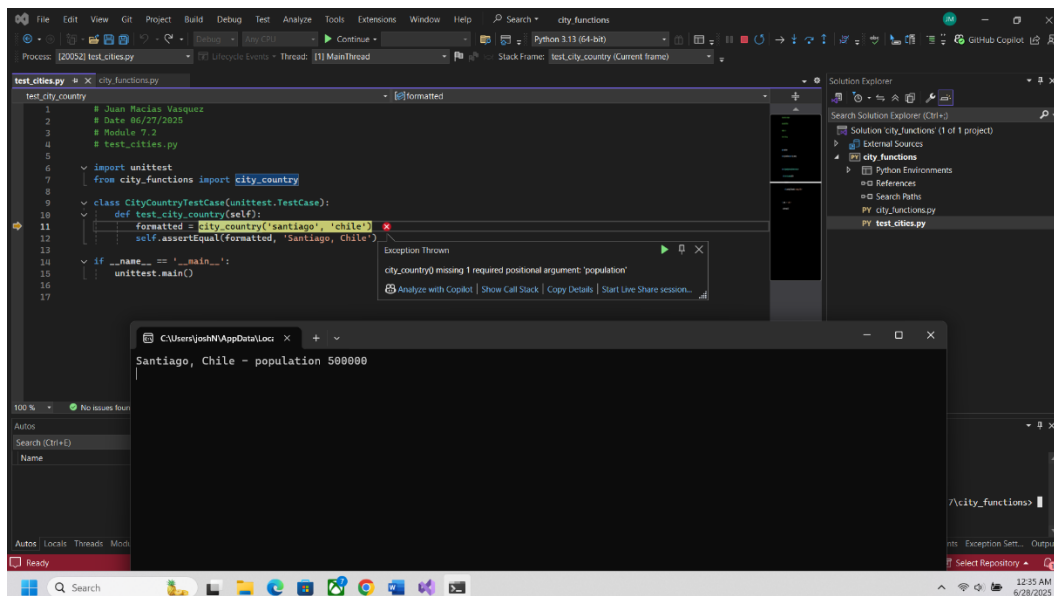 File Edit View Git Project Build Debug Test Analyze Tools Extensions Window Help Search city_functions JM
Debug Any CPU Continue Python 3.13 (64-bit) GitHub Copilot
Process: [20052] test_cities.py Lifecycle Events Thread: [1] MainThread Stack Frame: test_city_country (Current frame)
test_cities.py city_functions.py
test_city_country formatted
1 # Juan Macias Vasquez
2 # Date 06/27/2025
3 # Module 7.2
4 # test_cities.py
5
6 import unittest
7 from city_functions import city_country
8
9 class CityCountryTestCase(unittest.TestCase):
10 def test_city_country(self):
11 formatted = city_country('santiago', 'chile')
12 self.assertEqual(formatted, 'Santiago, Chile')
13
14 if __name__ == '__main__':
15 unittest.main()
16
17
Exception Thrown
city_country() missing 1 required positional argument: 'population'
Analyze with Copilot | Show Call Stack | Copy Details | Start Live Share session...
Solution Explorer
Search Solution Explorer (Ctrl+;)
Solution 'city_functions' (1 of 1 project)
External Sources
city_functions
Python Environments
References
Search Paths
PY city_functions.py
PY test_cities.py
C:\Users\joshN\AppData\Loca
Santiago, Chile - population 500000
100 % No issues foun
Autos
Search (Ctrl+E)
Name
7\city_functions>
Autos Locals Threads Mod
nts Exception Sett... Outpu
Ready
Select Repository
Search
12:35 AM
6/28/2025